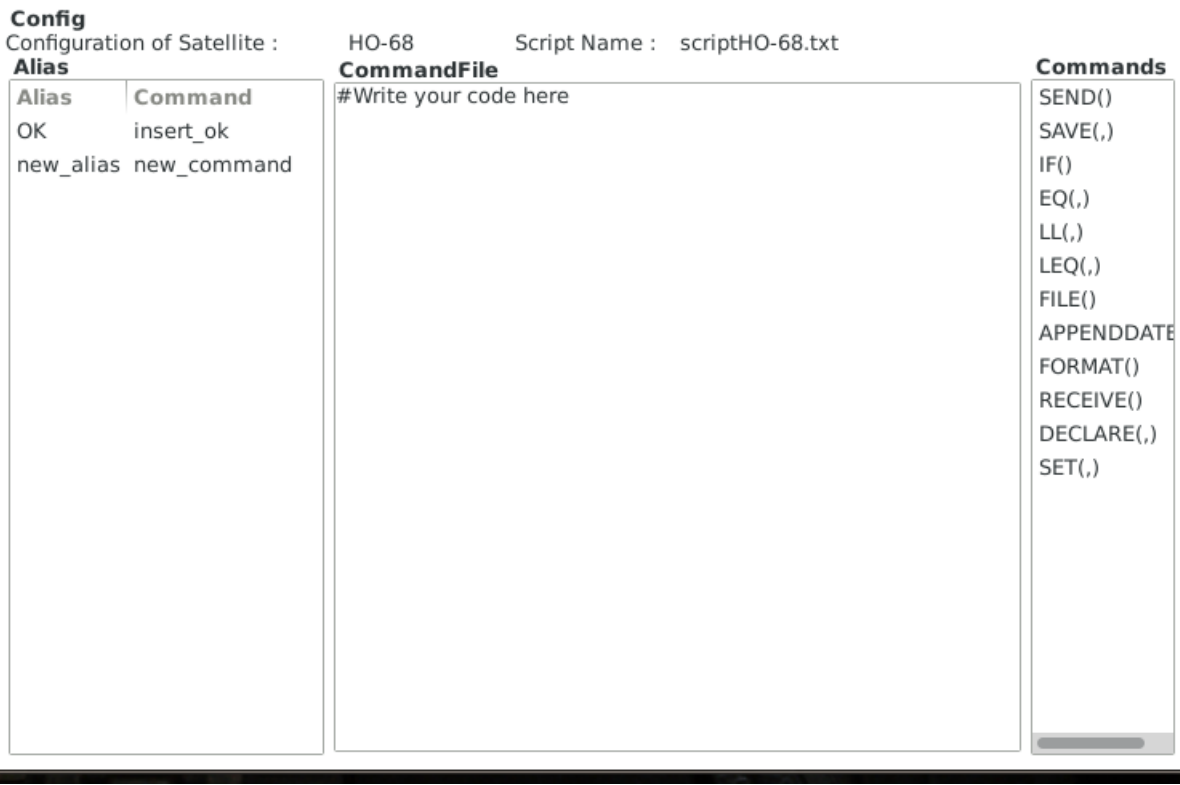 Config
Configuration of Satellite : HO-68 Script Name : scriptHO-68.txt
Alias
Alias Command
OK insert_ok
new_alias new_command
CommandFile
#Write your code here
Commands
SEND()
SAVE(,)
IF()
EQ(,)
LL(,)
LEQ(,)
FILE()
APPENDDATE
FORMAT()
RECEIVE()
DECLARE(,)
SET(,)